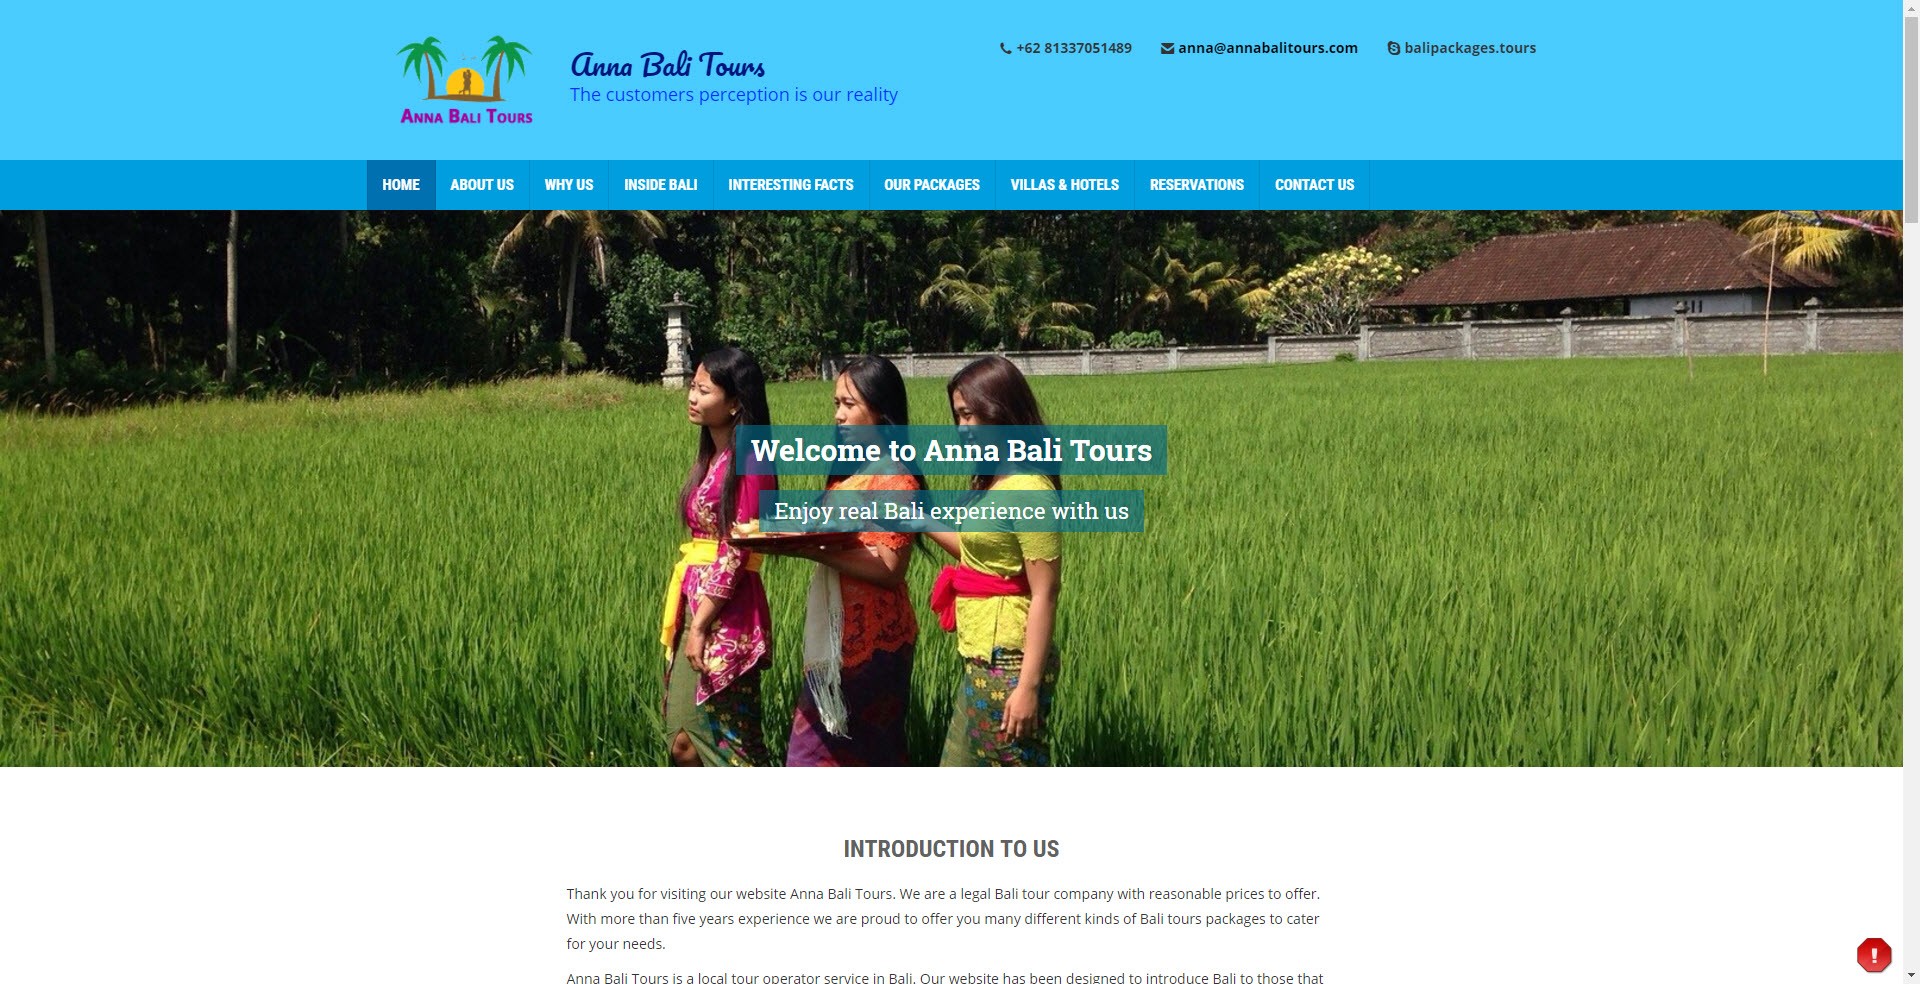 ANNA BALI TOURS
Anna Bali Tours
The customers perception is our reality
+62 81337051489 anna@annabalitours.com balipackages.tours
HOME ABOUT US WHY US INSIDE BALI INTERESTING FACTS OUR PACKAGES VILLAS & HOTELS RESERVATIONS CONTACT US
Welcome to Anna Bali Tours
Enjoy real Bali experience with us
INTRODUCTION TO US
Thank you for visiting our website Anna Bali Tours. We are a legal Bali tour company with reasonable prices to offer.
With more than five years experience we are proud to offer you many different kinds of Bali tours packages to cater
for your needs.
Anna Bali Tours is a local tour operator service in Bali. Our website has been designed to introduce Bali to those that